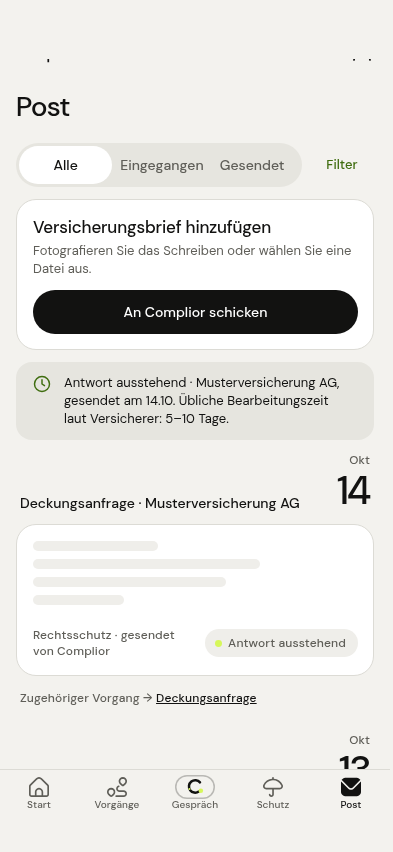 Post
Alle
Eingegangen
Gesendet
Filter
Versicherungsbrief hinzufügen
Fotografieren Sie das Schreiben oder wählen Sie eine
Datei aus.
An Complior schicken
Antwort ausstehend · Musterversicherung AG,
gesendet am 14.10. Übliche Bearbeitungszeit
laut Versicherer: 5–10 Tage.
Okt
14
Deckungsanfrage · Musterversicherung AG
Rechtsschutz · gesendet
von Complior
Antwort ausstehend
Zugehöriger Vorgang → Deckungsanfrage
Okt
13
Start
Vorgänge
Gespräch
Schutz
Post